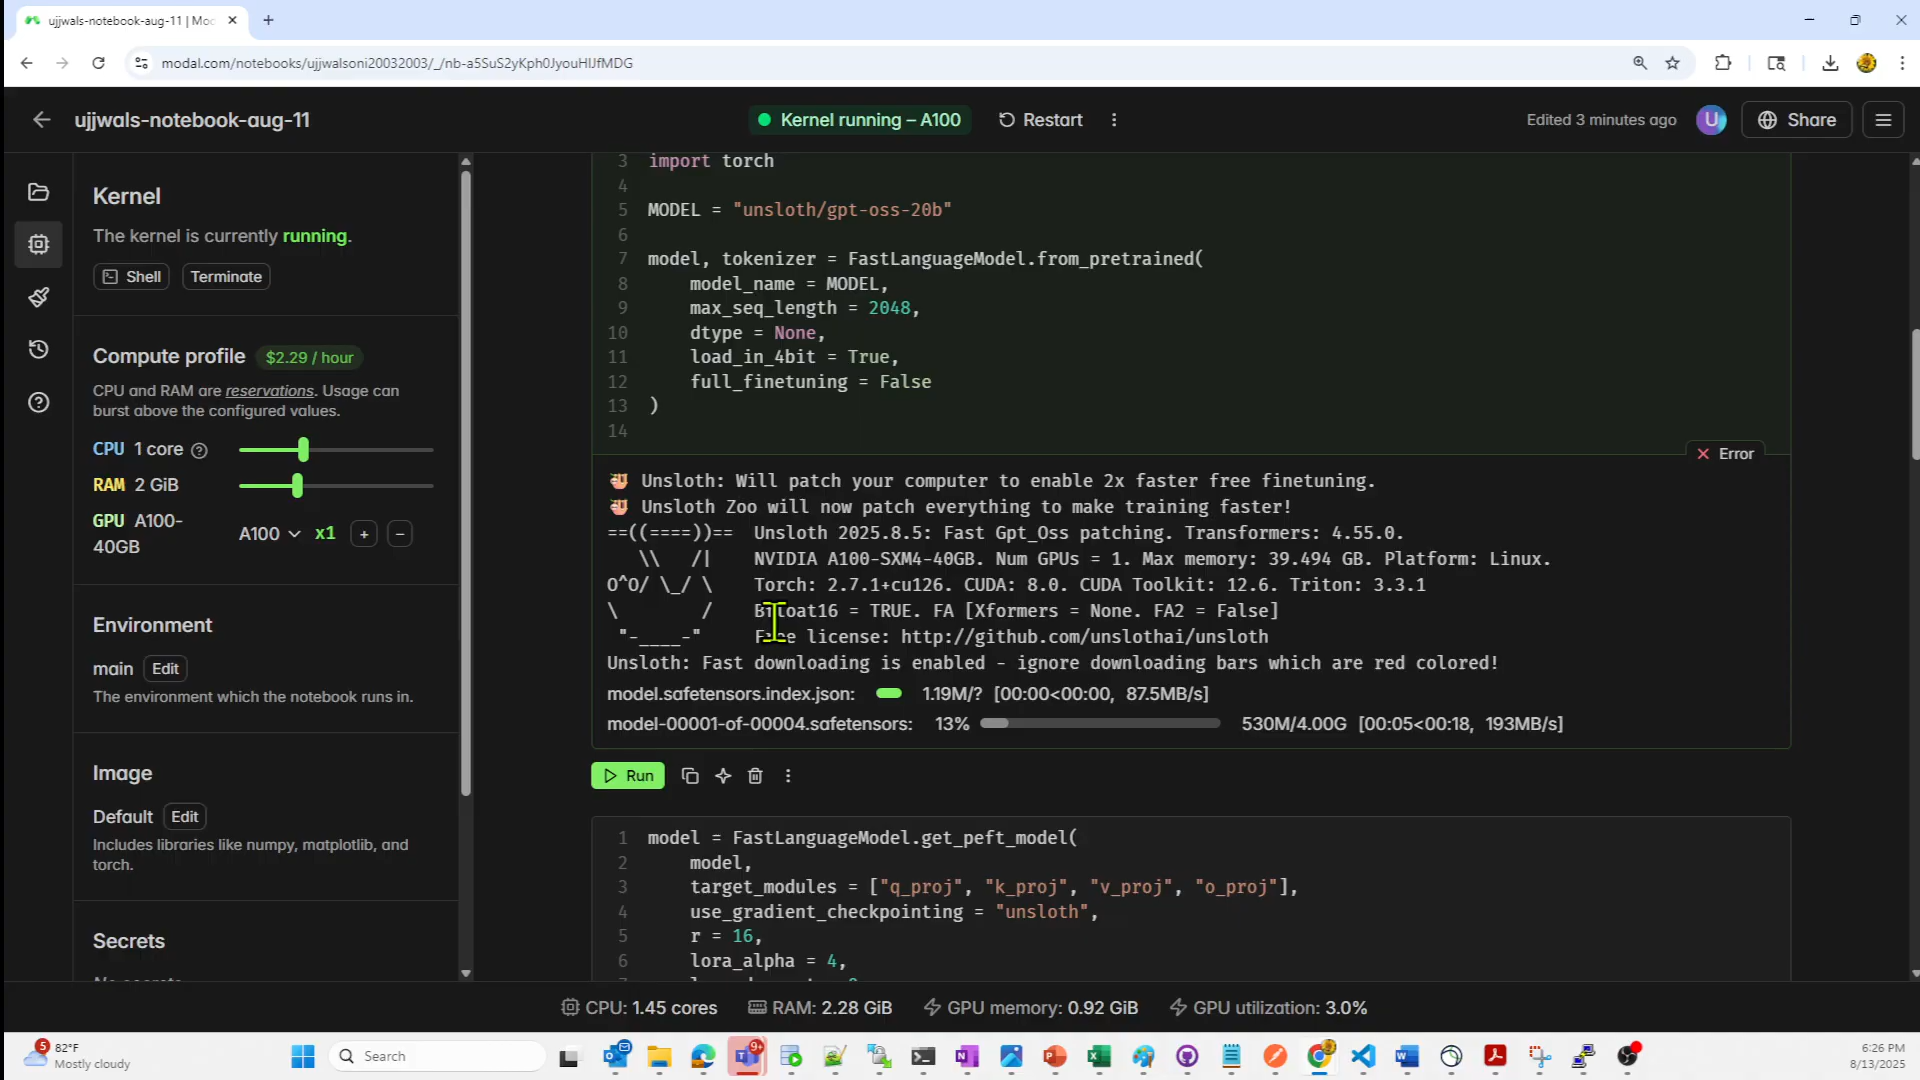 ujjwals-notebook-aug-11 | Moc
modal.com/notebooks/ujjwalsoni20032003/_/nb-a5SuS2yKph0JyouHIJfMDG
ujjwals-notebook-aug-11
Kernel running – A100
Restart
Edited 3 minutes ago
U
Share
Kernel
The kernel is currently running.
Shell
Terminate
Compute profile
$2.29 / hour
CPU and RAM are reservations. Usage can
burst above the configured values.
CPU 1 core
RAM 2 GiB
GPU A100-
40GB
A100
x1
Environment
main
Edit
The environment which the notebook runs in.
Image
Default
Edit
Includes libraries like numpy, matplotlib, and
torch.
Secrets
3 import torch
4
5 MODEL = "unsloth/gpt-oss-20b"
6
7 model, tokenizer = FastLanguageModel.from_pretrained(
8 model_name = MODEL,
9 max_seq_length = 2048,
10 dtype = None,
11 load_in_4bit = True,
12 full_finetuning = False
13 )
14
Error
🦥 Unsloth: Will patch your computer to enable 2x faster free finetuning.
🦥 Unsloth Zoo will now patch everything to make training faster!
==((====))== Unsloth 2025.8.5: Fast Gpt_Oss patching. Transformers: 4.55.0.
\\ /| NVIDIA A100-SXM4-40GB. Num GPUs = 1. Max memory: 39.494 GB. Platform: Linux.
O^O/ \_/ \ Torch: 2.7.1+cu126. CUDA: 8.0. CUDA Toolkit: 12.6. Triton: 3.3.1
\ / Bfloat16 = TRUE. FA [Xformers = None. FA2 = False]
"-____-" Free license: http://github.com/unslothai/unsloth
Unsloth: Fast downloading is enabled - ignore downloading bars which are red colored!
model.safetensors.index.json: 1.19M/? [00:00<00:00, 87.5MB/s]
model-00001-of-00004.safetensors: 13% 530M/4.00G [00:05<00:18, 193MB/s]
Run
1 model = FastLanguageModel.get_peft_model(
2 model,
3 target_modules = ["q_proj", "k_proj", "v_proj", "o_proj"],
4 use_gradient_checkpointing = "unsloth",
5 r = 16,
6 lora_alpha = 4,
CPU: 1.45 cores
RAM: 2.28 GiB
GPU memory: 0.92 GiB
GPU utilization: 3.0%
5
82°F
Mostly cloudy
Search
9+
6:26 PM
8/13/2025